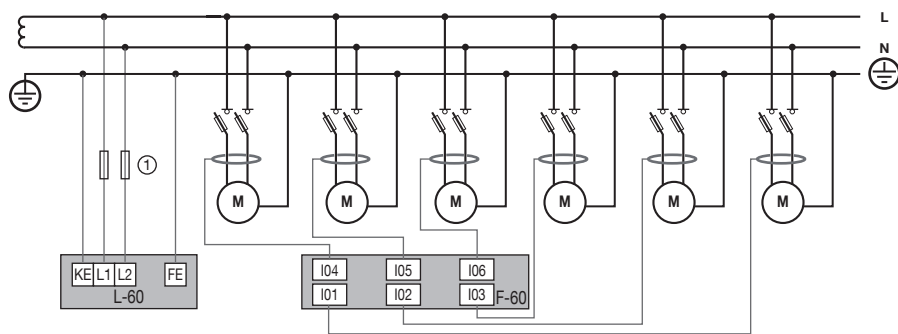 L
N
①
M M M M M M
KE L1 L2 FE
L-60
I04 I05 I06
I01 I02 I03
F-60